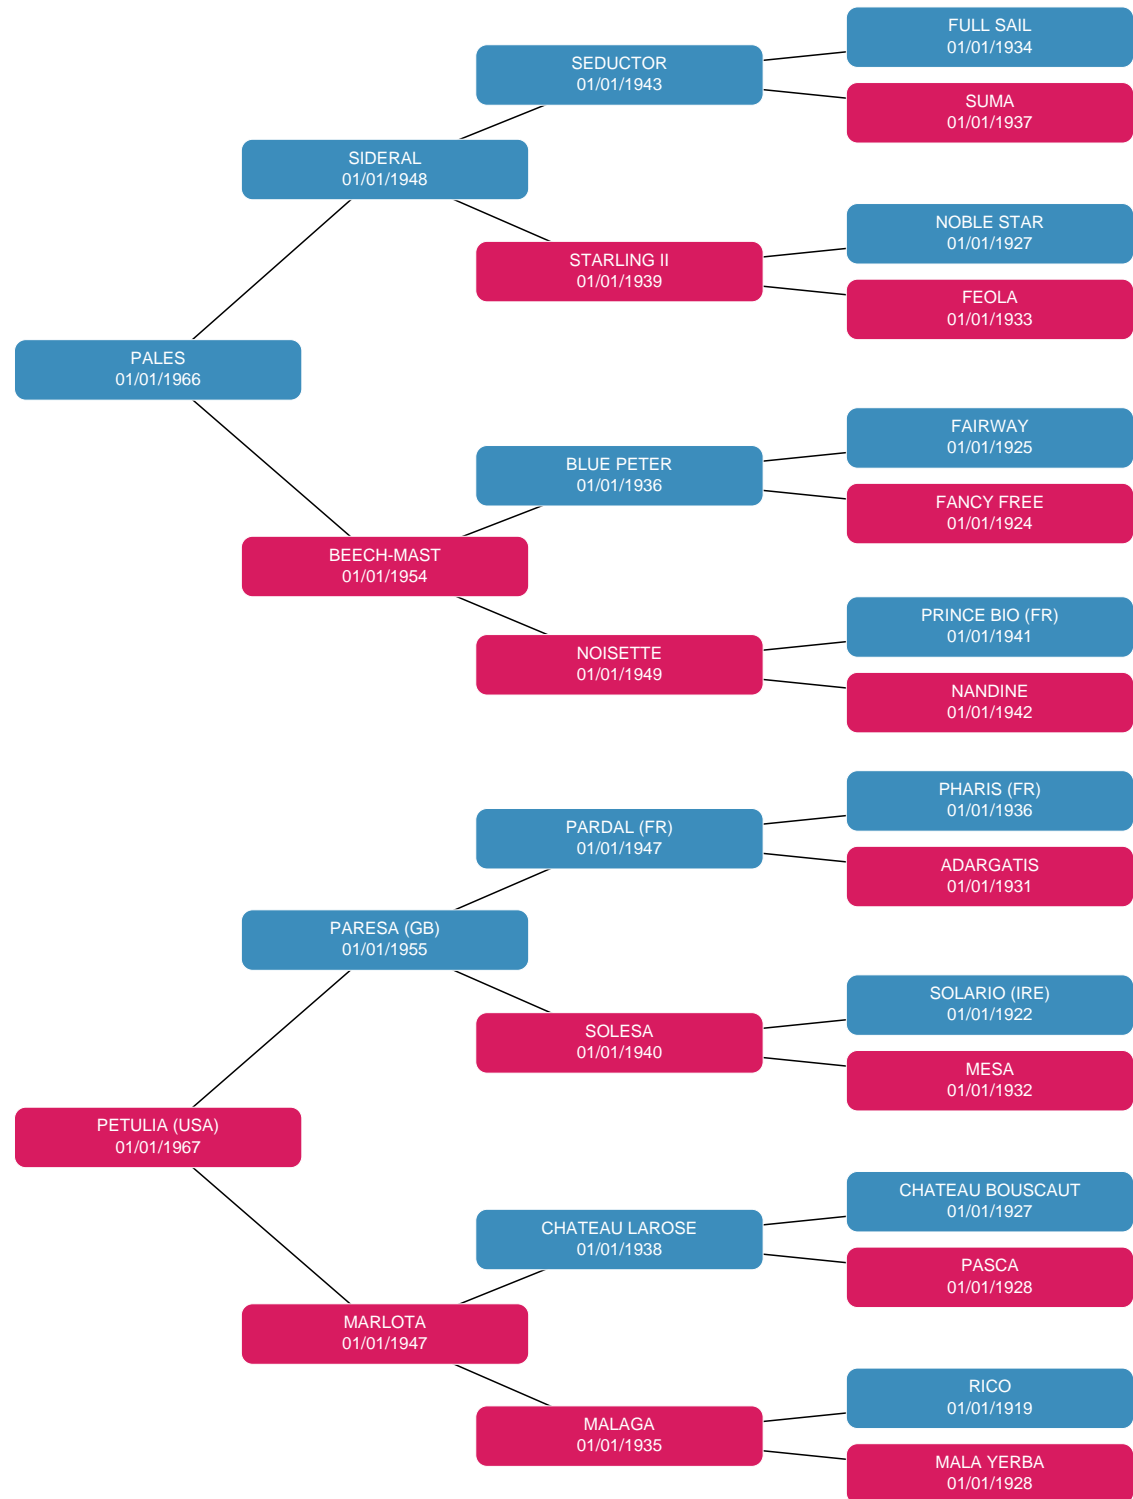 FULL SAIL
01/01/1934
SEDUCTOR
01/01/1943
SUMA
01/01/1937
SIDERAL
01/01/1948
NOBLE STAR
01/01/1927
STARLING II
01/01/1939
FEOLA
01/01/1933
PALES
01/01/1966
FAIRWAY
01/01/1925
BLUE PETER
01/01/1936
FANCY FREE
01/01/1924
BEECH-MAST
01/01/1954
PRINCE BIO (FR)
01/01/1941
NOISETTE
01/01/1949
NANDINE
01/01/1942
PHARIS (FR)
01/01/1936
PARDAL (FR)
01/01/1947
ADARGATIS
01/01/1931
PARESA (GB)
01/01/1955
SOLARIO (IRE)
01/01/1922
SOLESA
01/01/1940
MESA
01/01/1932
PETULIA (USA)
01/01/1967
CHATEAU BOUSCAUT
01/01/1927
CHATEAU LAROSE
01/01/1938
PASCA
01/01/1928
MARLOTA
01/01/1947
RICO
01/01/1919
MALAGA
01/01/1935
MALA YERBA
01/01/1928